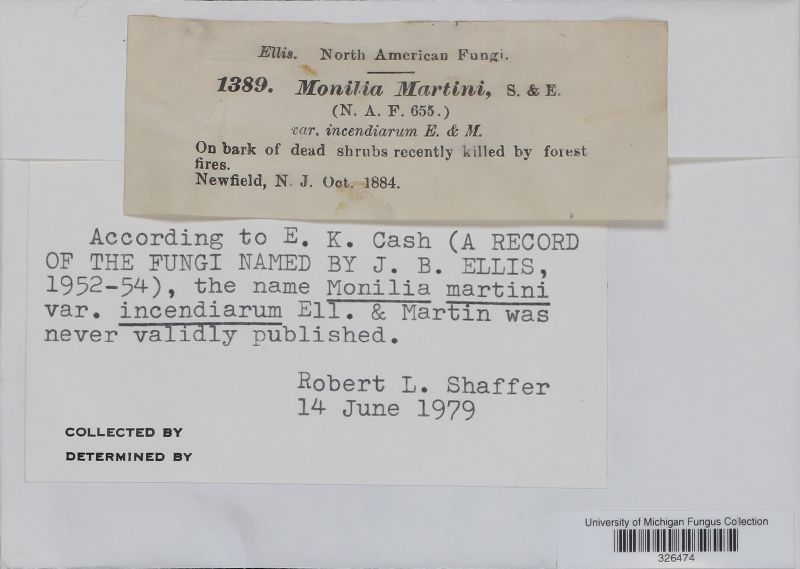 Ellis. North American Fungi.
1389. Monilia Martini, S. & E.
(N. A. F. 655.)
var. incendiarum E. & M.
On bark of dead shrubs recently killed by forest
fires.
Newfield, N. J. Oct. 1884.
According to E. K. Cash (A RECORD
OF THE FUNGI NAMED BY J. B. ELLIS,
1952-54), the name Monilia martini
var. incendiarum Ell. & Martin was
never validly published.
Robert L. Shaffer
14 June 1979
COLLECTED BY
DETERMINED BY
University of Michigan Fungus Collection
326474